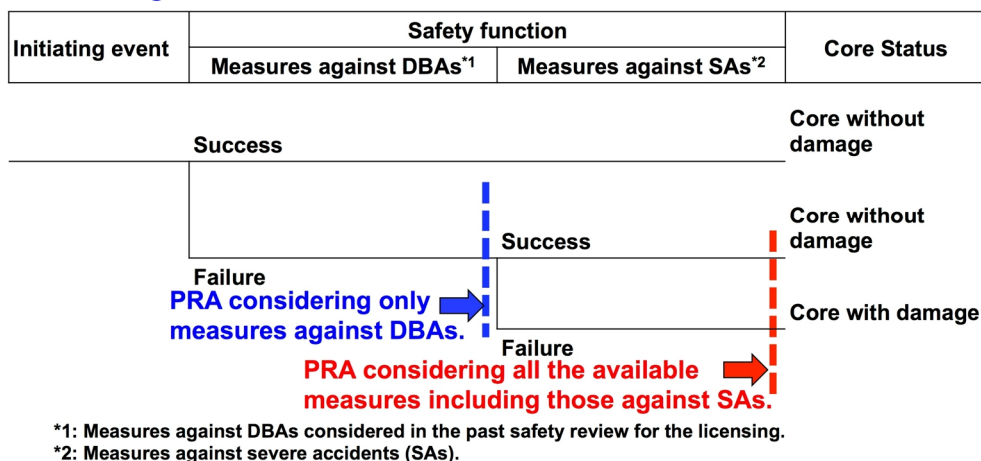 Initiating event
Safety function
Core Status
Measures against DBAs*1
Measures against SAs*2
Core without
damage
Success
Core without
damage
Success
Failure
PRA considering only
measures against DBAs.
Core with damage
Failure
PRA considering all the available
measures including those against SAs.
*1: Measures against DBAs considered in the past safety review for the licensing.
*2: Measures against severe accidents (SAs).